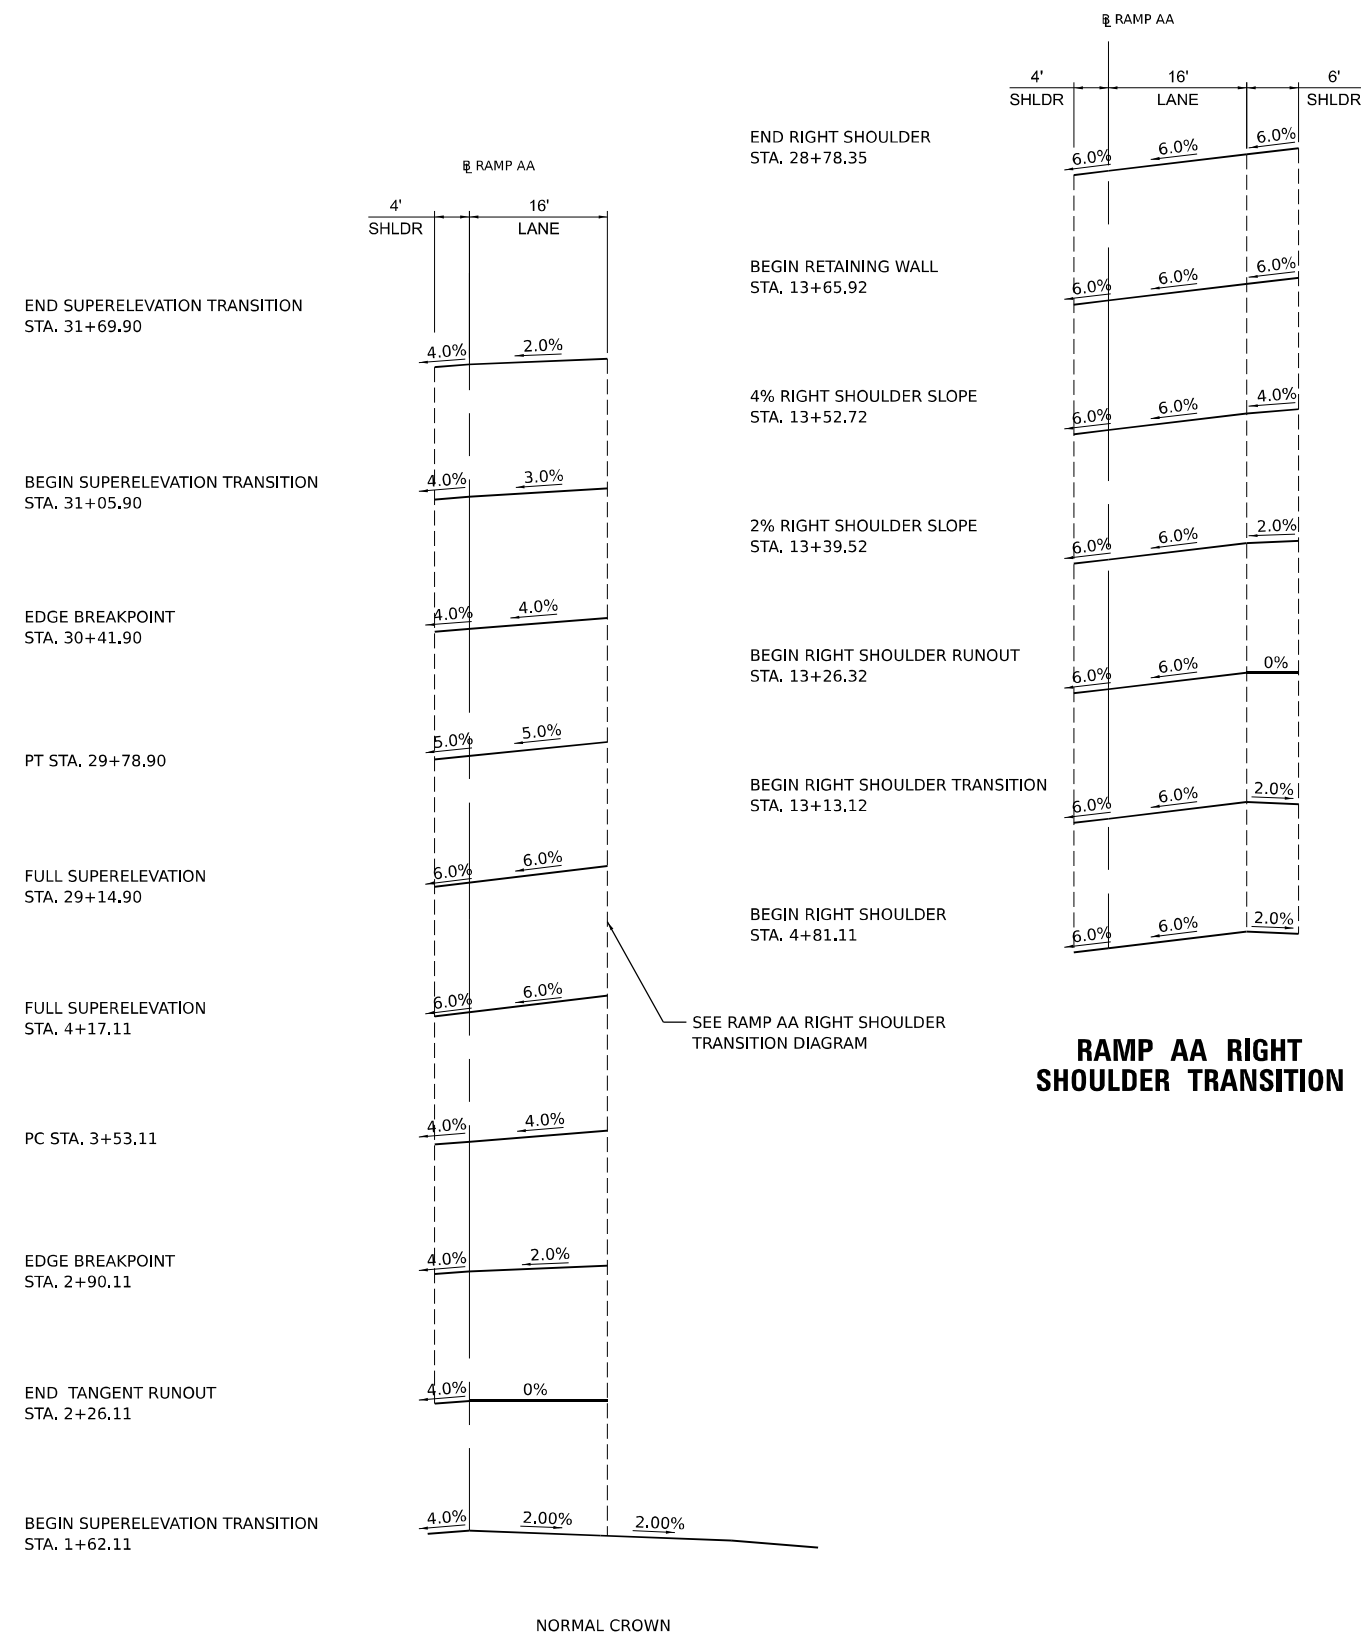 ℄ RAMP AA
4' 16'
SHLDR LANE
END SUPERELEVATION TRANSITION
STA. 31+69.90
4.0% 2.0%
BEGIN SUPERELEVATION TRANSITION
STA. 31+05.90
4.0% 3.0%
EDGE BREAKPOINT
STA. 30+41.90
4.0% 4.0%
PT STA. 29+78.90
5.0% 5.0%
FULL SUPERELEVATION
STA. 29+14.90
6.0% 6.0%
FULL SUPERELEVATION
STA. 4+17.11
6.0% 6.0%
SEE RAMP AA RIGHT SHOULDER
TRANSITION DIAGRAM
PC STA. 3+53.11
4.0% 4.0%
EDGE BREAKPOINT
STA. 2+90.11
4.0% 2.0%
END TANGENT RUNOUT
STA. 2+26.11
4.0% 0%
BEGIN SUPERELEVATION TRANSITION
STA. 1+62.11
4.0% 2.00% 2.00%
NORMAL CROWN
RAMP AA
4' 16' 6'
SHLDR LANE SHLDR
END RIGHT SHOULDER
STA. 28+78.35
6.0% 6.0% 6.0%
BEGIN RETAINING WALL
STA. 13+65.92
6.0% 6.0% 6.0%
4% RIGHT SHOULDER SLOPE
STA. 13+52.72
6.0% 6.0% 4.0%
2% RIGHT SHOULDER SLOPE
STA. 13+39.52
6.0% 6.0% 2.0%
BEGIN RIGHT SHOULDER RUNOUT
STA. 13+26.32
6.0% 6.0% 0%
BEGIN RIGHT SHOULDER TRANSITION
STA. 13+13.12
6.0% 6.0% 2.0%
BEGIN RIGHT SHOULDER
STA. 4+81.11
6.0% 6.0% 2.0%
RAMP AA RIGHT
SHOULDER TRANSITION